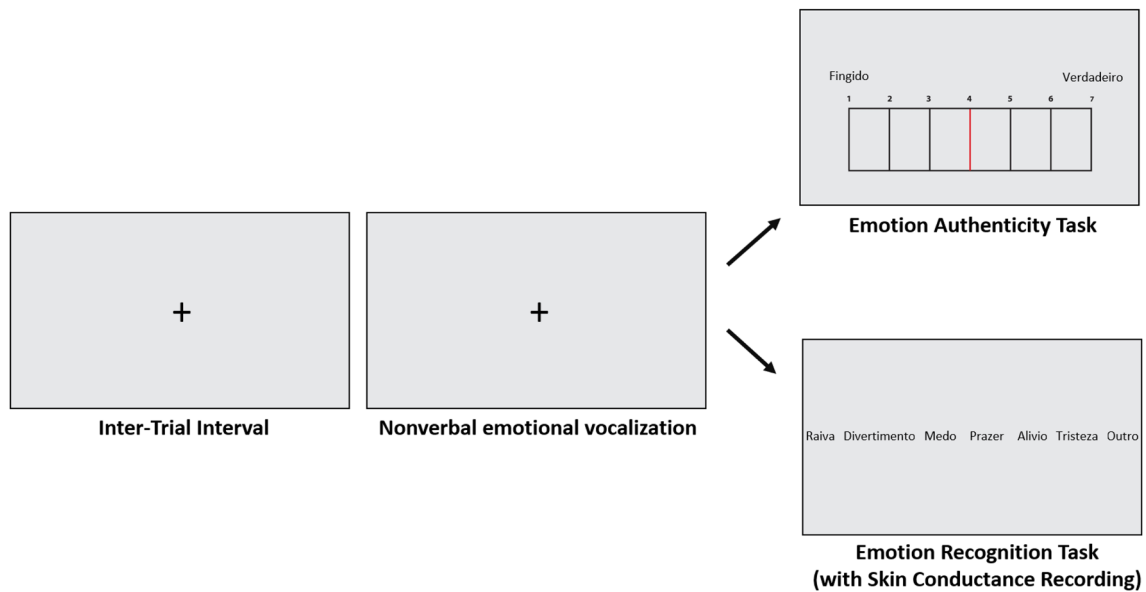 Fingido
Verdadeiro
1 2 3 4 5 6 7
Emotion Authenticity Task
+
+
Inter-Trial Interval
Nonverbal emotional vocalization
Raiva Divertimento Medo Prazer Alivio Tristeza Outro
Emotion Recognition Task
(with Skin Conductance Recording)